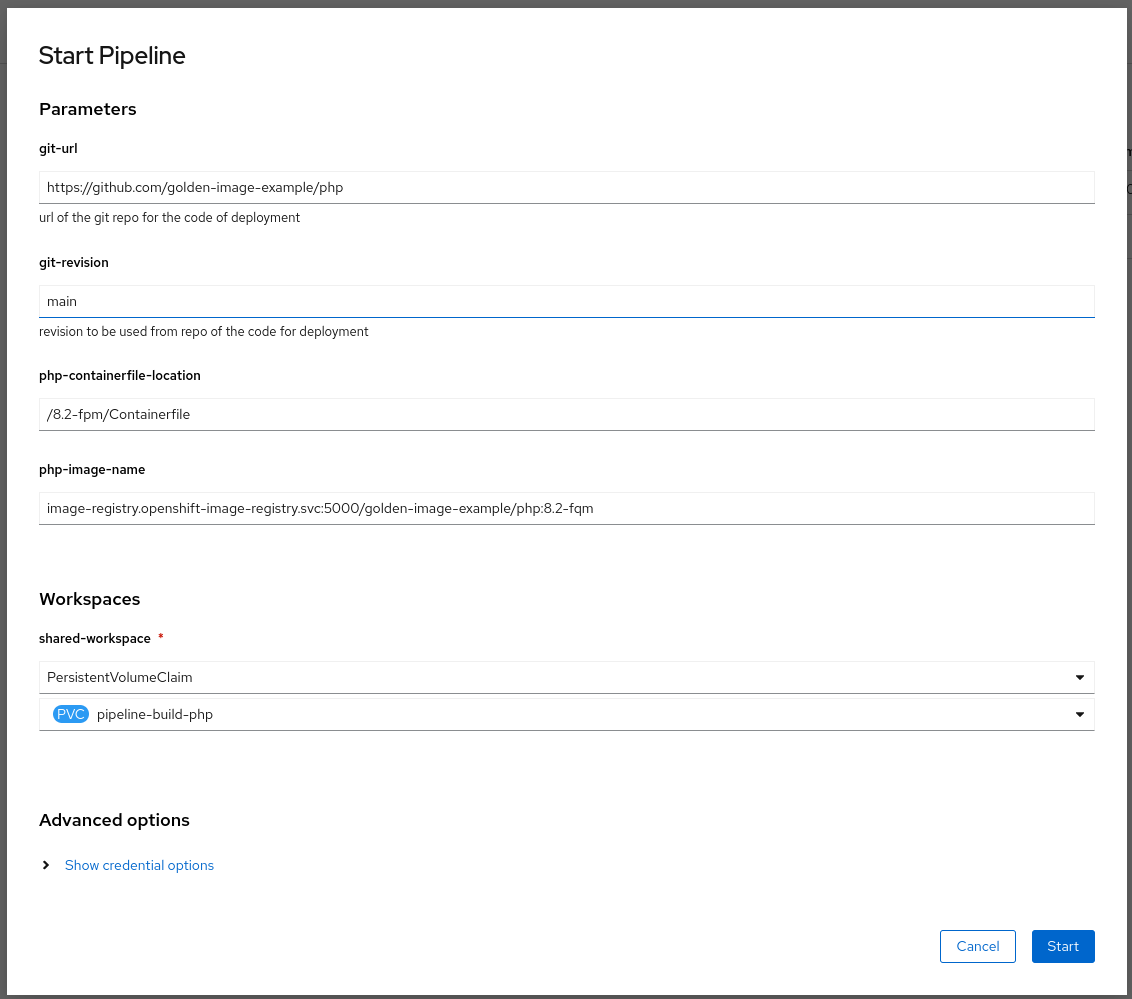 Start Pipeline
Parameters
git-url
https://github.com/golden-image-example/php
url of the git repo for the code of deployment
git-revision
main
revision to be used from repo of the code for deployment
php-containerfile-location
/8.2-fpm/Containerfile
php-image-name
image-registry.openshift-image-registry.svc:5000/golden-image-example/php:8.2-fqm
Workspaces
shared-workspace *
PersistentVolumeClaim
PVC pipeline-build-php
Advanced options
Show credential options
Cancel Start